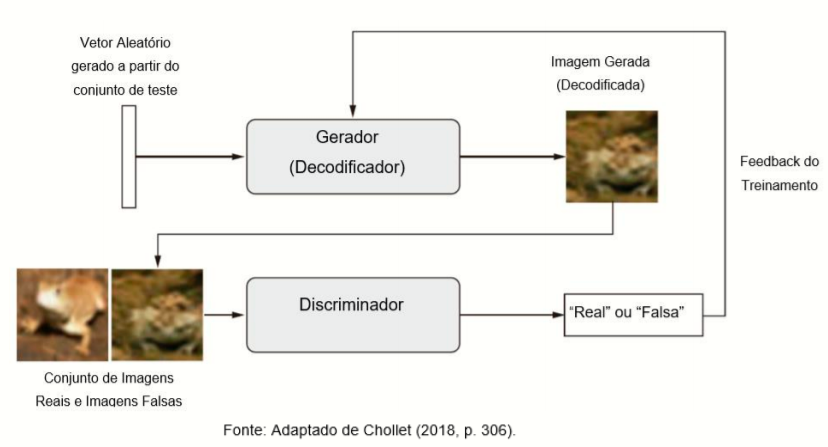 Vetor Aleatório
gerado a partir do
conjunto de teste
Gerador
(Decodificador)
Imagem Gerada
(Decodificada)
Feedback do
Treinamento
Discriminador
“Real” ou “Falsa”
Conjunto de Imagens
Reais e Imagens Falsas
Fonte: Adaptado de Chollet (2018, p. 306).